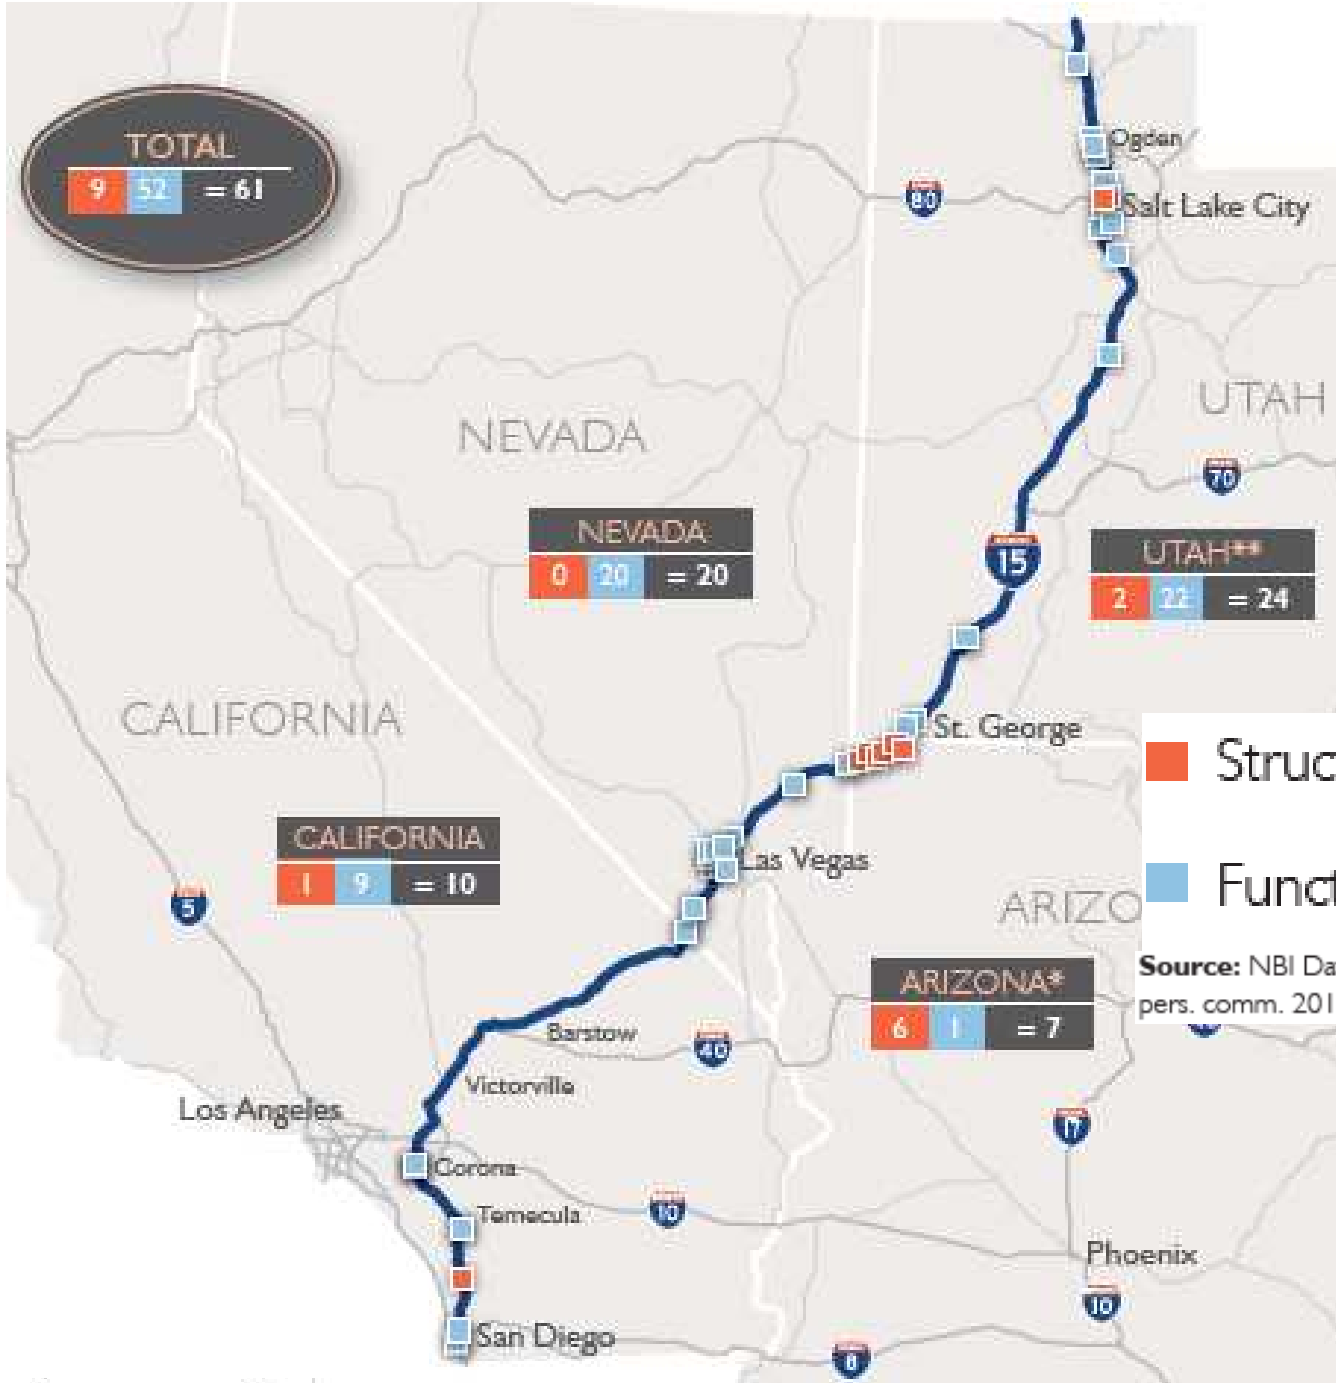 TOTAL
9 52 = 61
Ogden
80
Salt Lake City
UTAH
NEVADA
70
NEVADA
0 20 = 20
15
UTAH**
2 22 = 24
CALIFORNIA
St. George
Struc
CALIFORNIA
1 9 = 10
Las Vegas
5
ARIZO
Funct
ARIZONA*
6 1 = 7
Source: NBI Da
pers. comm. 201
Barstow
40
Victorville
Los Angeles
17
Corona
Temecula
10
Phoenix
10
San Diego
8